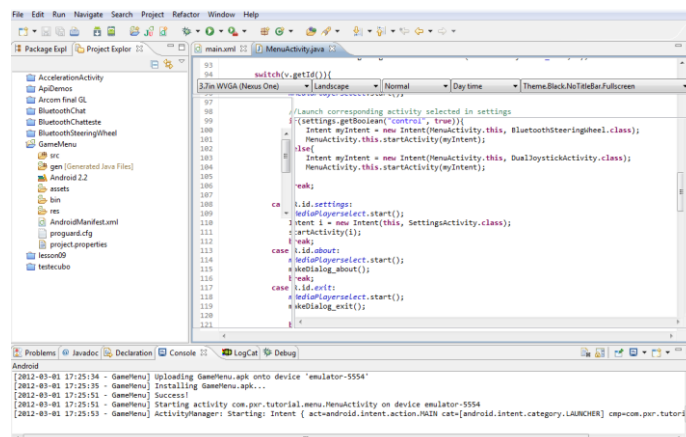 File Edit Run Navigate Search Project Refactor Window Help
Package Expl Project Explor main.xml MenuActivity.java
93
94 switch(v.getId()){
3.7in WVGA (Nexus One) Landscape Normal Day time Theme.Black.NoTitleBar.Fullscreen
97
98 //Launch corresponding activity selected in settings
99 if(settings.getBoolean("control", true)){
100 Intent myIntent = new Intent(MenuActivity.this, BluetoothSteeringWheel.class);
101 MenuActivity.this.startActivity(myIntent);
102 else{
103 Intent myIntent = new Intent(MenuActivity.this, DualJoystickActivity.class);
104 MenuActivity.this.startActivity(myIntent);
105
106 reak;
107
108 ca R.id.settings:
109 mediaPlayerselect.start();
110 Intent i = new Intent(this, SettingsActivity.class);
111 startActivity(i);
112 break;
113 case R.id.about:
114 mediaPlayerselect.start();
115 makeDialog_about();
116 break;
117 case R.id.exit:
118 mediaPlayerselect.start();
119 makeDialog_exit();
120
121
AccelerationActivity
ApiDemos
Arcom final GL
BluetoothChat
BluetoothChatteste
BluetoothSteeringWheel
GameMenu
src
gen [Generated Java Files]
Android 2.2
assets
bin
res
AndroidManifest.xml
proguard.cfg
project.properties
lesson09
testecubo
Problems @ Javadoc Declaration Console LogCat Debug
Android
[2012-03-01 17:25:34 - GameMenu] Uploading GameMenu.apk onto device 'emulator-5554'
[2012-03-01 17:25:35 - GameMenu] Installing GameMenu.apk...
[2012-03-01 17:25:51 - GameMenu] Success!
[2012-03-01 17:25:51 - GameMenu] Starting activity com.pxr.tutorial.menu.MenuActivity on device emulator-5554
[2012-03-01 17:25:53 - GameMenu] ActivityManager: Starting: Intent { act=android.intent.action.MAIN cat=[android.intent.category.LAUNCHER] cmp=com.pxr.tutori